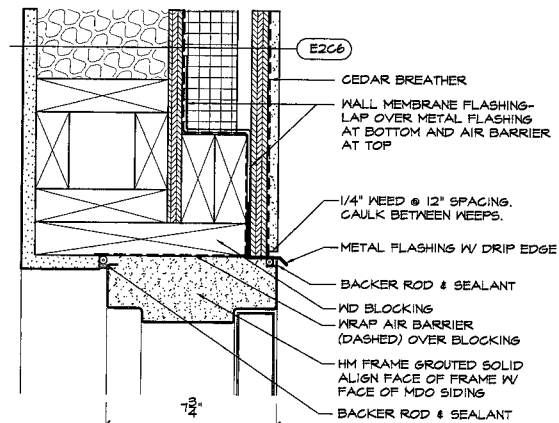 E2C6
CEDAR BREATHER
WALL MEMBRANE FLASHING-
LAP OVER METAL FLASHING
AT BOTTOM AND AIR BARRIER
AT TOP
1/4" WEED @ 12" SPACING.
CAULK BETWEEN WEEPS.
METAL FLASHING W/ DRIP EDGE
BACKER ROD & SEALANT
WD BLOCKING
WRAP AIR BARRIER
(DASHED) OVER BLOCKING
HM FRAME GROUTED SOLID
ALIGN FACE OF FRAME W/
FACE OF MDO SIDING
7 3/4"
BACKER ROD & SEALANT